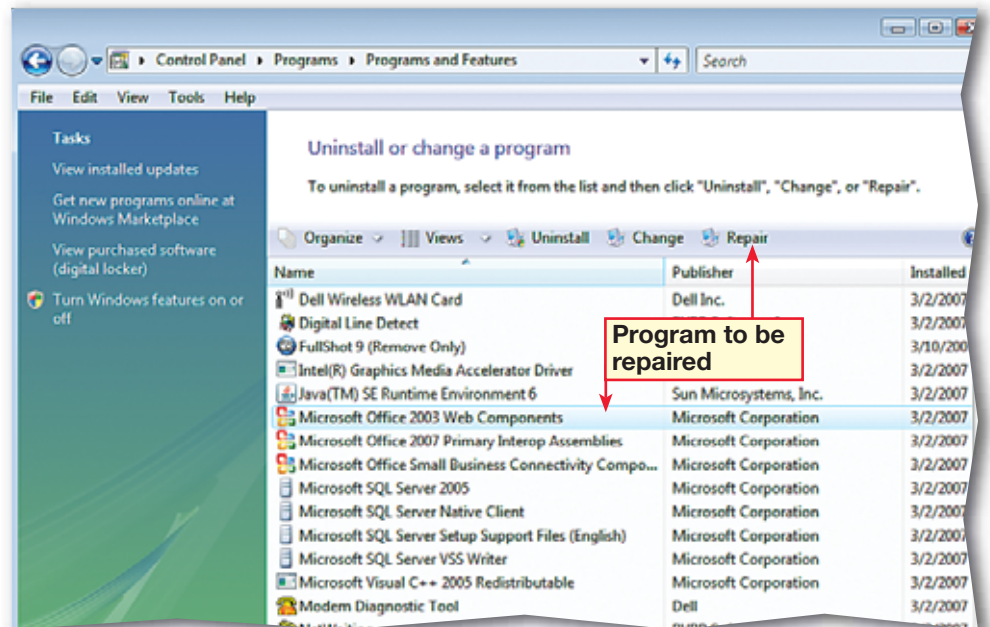 Control Panel Programs Programs and Features Search
File Edit View Tools Help
Tasks
View installed updates
Get new programs online at
Windows Marketplace
View purchased software
(digital locker)
Turn Windows features on or
off
Uninstall or change a program
To uninstall a program, select it from the list and then click "Uninstall", "Change", or "Repair".
Organize Views Uninstall Change Repair
Name Publisher Installed
Dell Wireless WLAN Card Dell Inc. 3/2/2007
Digital Line Detect 3/2/2007
FullShot 9 (Remove Only) 3/10/200
Intel(R) Graphics Media Accelerator Driver 3/2/2007
Java(TM) SE Runtime Environment 6 Sun Microsystems, Inc. 3/2/2007
Program to be
repaired
Microsoft Office 2003 Web Components Microsoft Corporation 3/2/2007
Microsoft Office 2007 Primary Interop Assemblies Microsoft Corporation 3/2/2007
Microsoft Office Small Business Connectivity Compo... Microsoft Corporation 3/2/2007
Microsoft SQL Server 2005 Microsoft Corporation 3/2/2007
Microsoft SQL Server Native Client Microsoft Corporation 3/2/2007
Microsoft SQL Server Setup Support Files (English) Microsoft Corporation 3/2/2007
Microsoft SQL Server VSS Writer Microsoft Corporation 3/2/2007
Microsoft Visual C++ 2005 Redistributable Microsoft Corporation 3/2/2007
Modem Diagnostic Tool Dell 3/2/2007